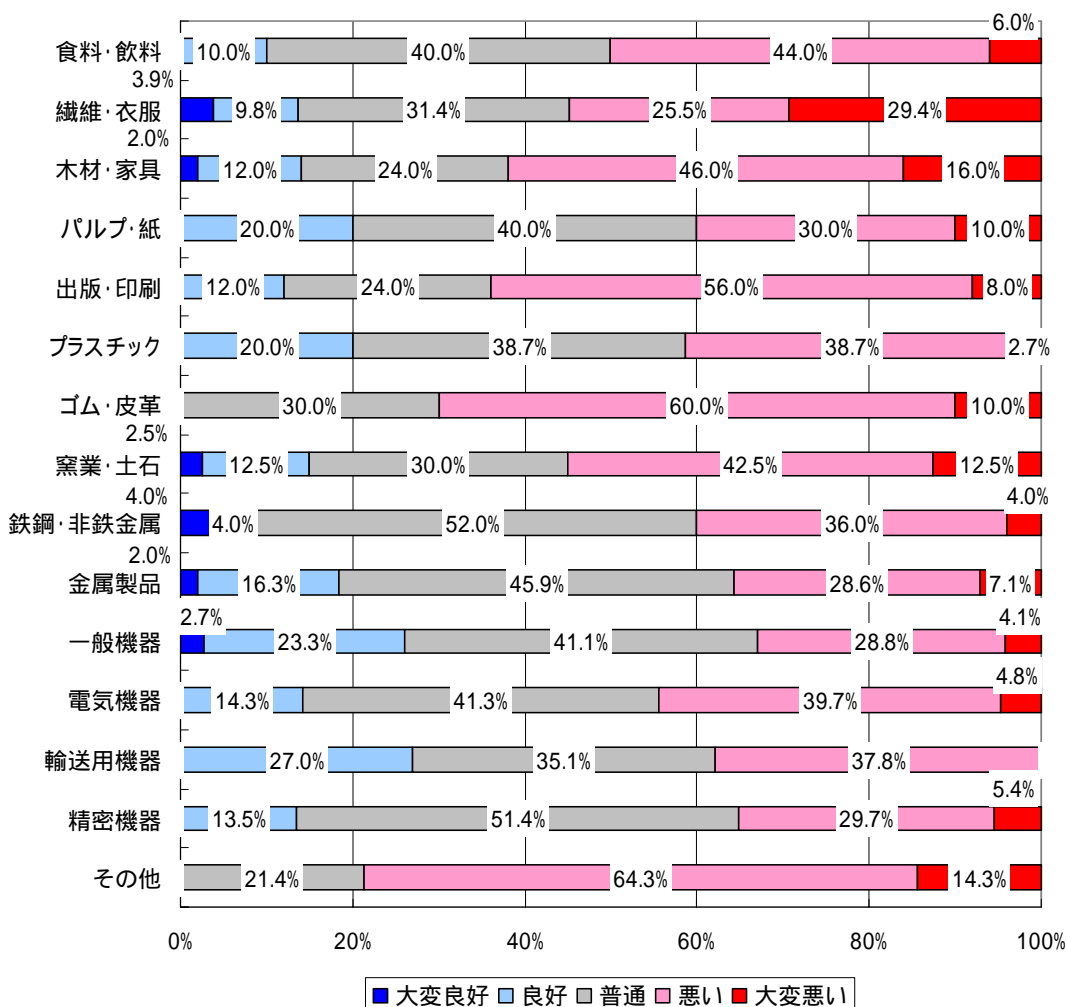 6.0%
食料・飲料 10.0% 40.0% 44.0%
3.9%
繊維・衣服 9.8% 31.4% 25.5% 29.4%
2.0%
木材・家具 12.0% 24.0% 46.0% 16.0%
パルプ・紙 20.0% 40.0% 30.0% 10.0%
出版・印刷 12.0% 24.0% 56.0% 8.0%
プラスチック 20.0% 38.7% 38.7% 2.7%
ゴム・皮革 30.0% 60.0% 10.0%
2.5%
窯業・土石 12.5% 30.0% 42.5% 12.5%
4.0% 4.0%
鉄鋼・非鉄金属 4.0% 52.0% 36.0%
2.0%
金属製品 16.3% 45.9% 28.6% 7.1%
2.7% 4.1%
一般機器 23.3% 41.1% 28.8%
4.8%
電気機器 14.3% 41.3% 39.7%
輸送用機器 27.0% 35.1% 37.8%
5.4%
精密機器 13.5% 51.4% 29.7%
その他 21.4% 64.3% 14.3%
0% 20% 40% 60% 80% 100%
大変良好 良好 普通 悪い 大変悪い